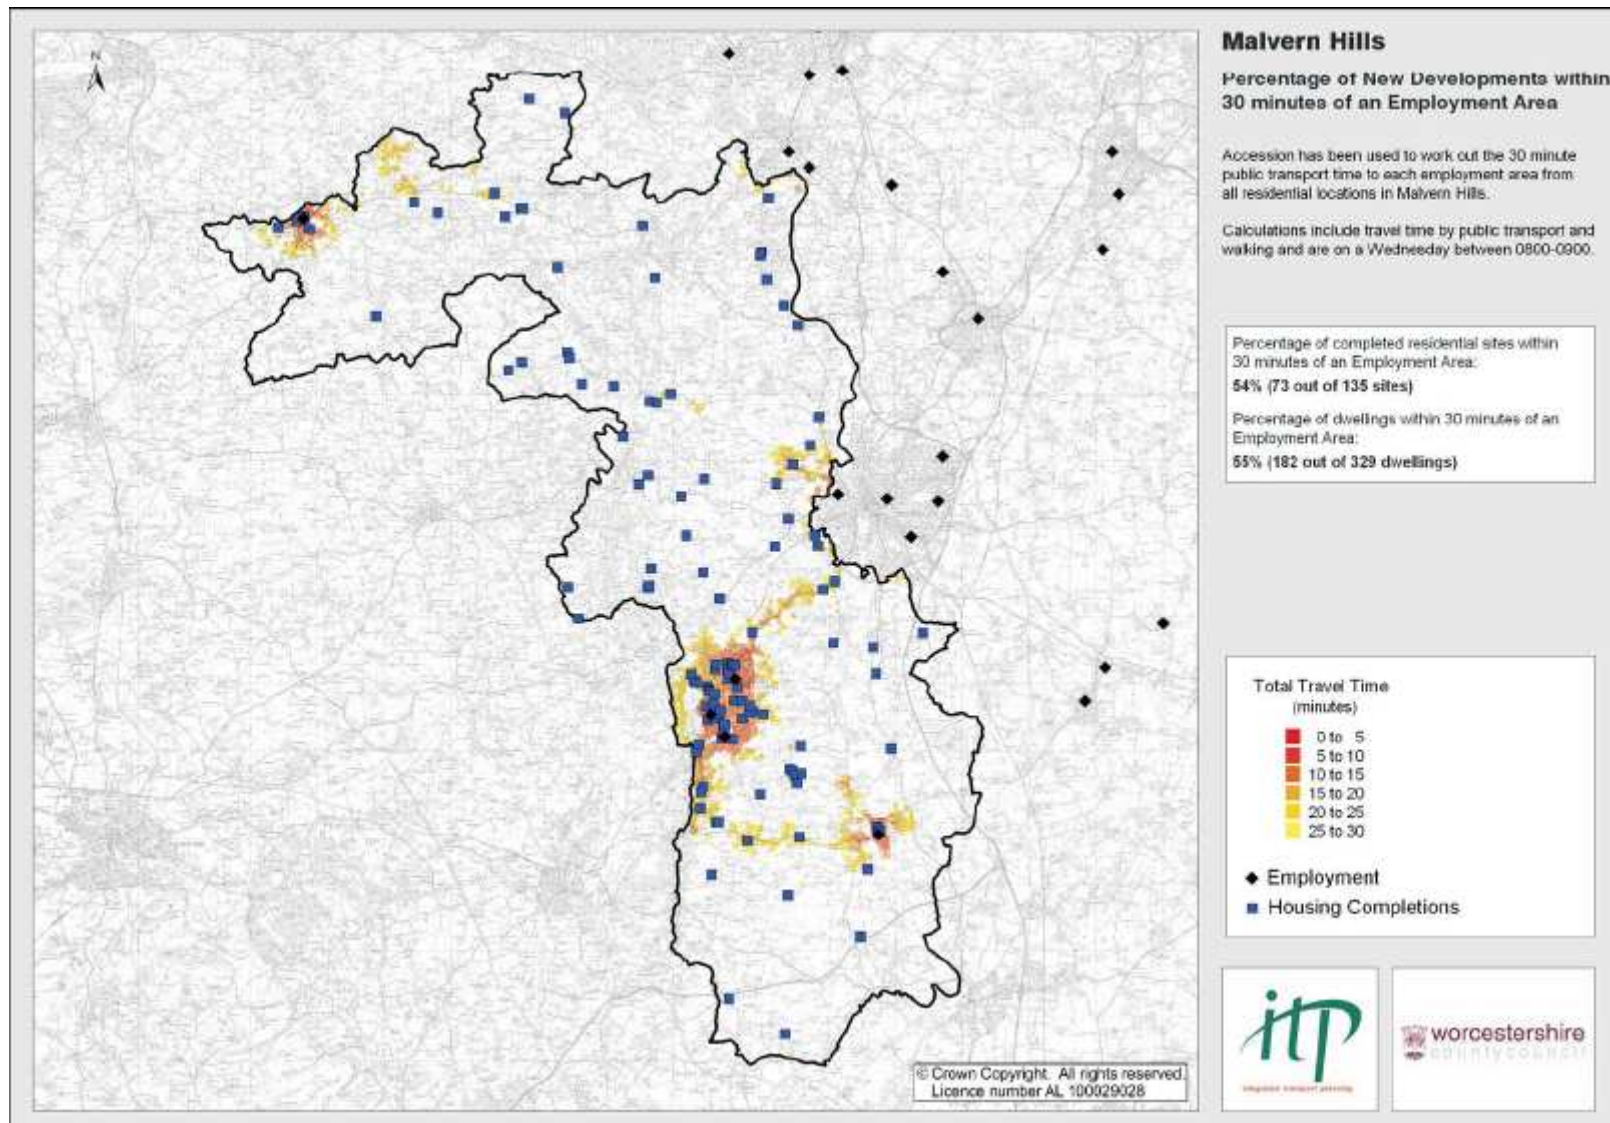 Malvern Hills
Percentage of New Developments within
30 minutes of an Employment Area
Accession has been used to work out the 30 minute
public transport time to each employment area from
all residential locations in Malvern Hills.
Calculations include travel time by public transport and
walking and are on a Wednesday between 0800-0900.
Percentage of completed residential sites within
30 minutes of an Employment Area:
54% (73 out of 135 sites)
Percentage of dwellings within 30 minutes of an
Employment Area:
55% (182 out of 329 dwellings)
Total Travel Time
(minutes)
0 to 5
5 to 10
10 to 15
15 to 20
20 to 25
25 to 30
Employment
Housing Completions
N
© Crown Copyright. All rights reserved.
Licence number AL 100029028
itp
integrated transport planning
worcestershire
countycouncil